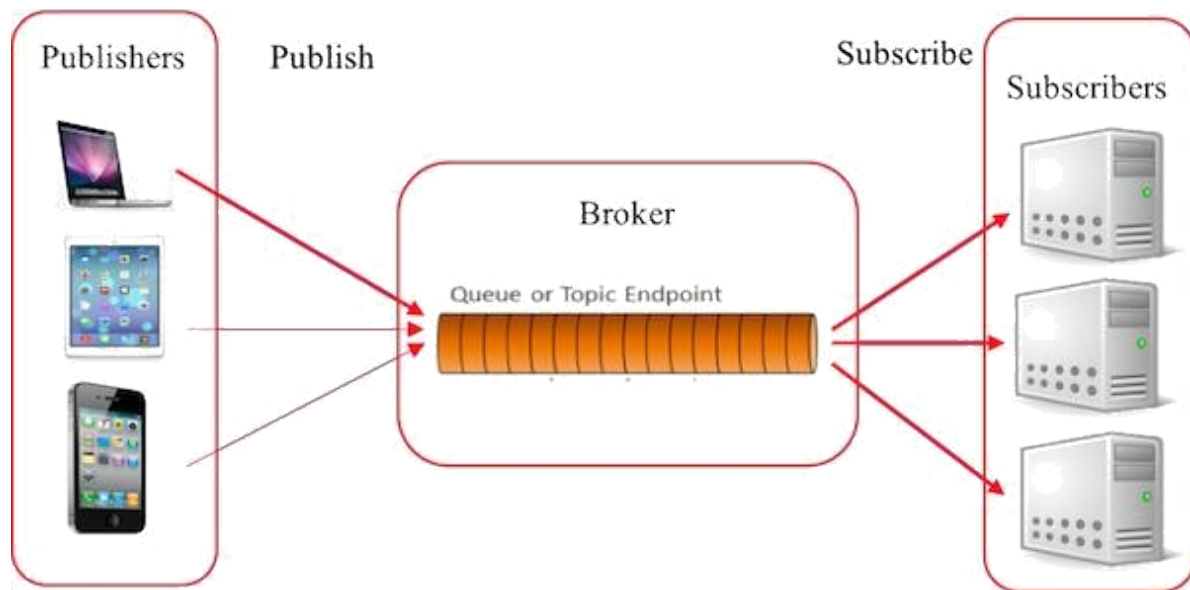 Publishers
Publish
Subscribe
Subscribers
Broker
Queue or Topic Endpoint